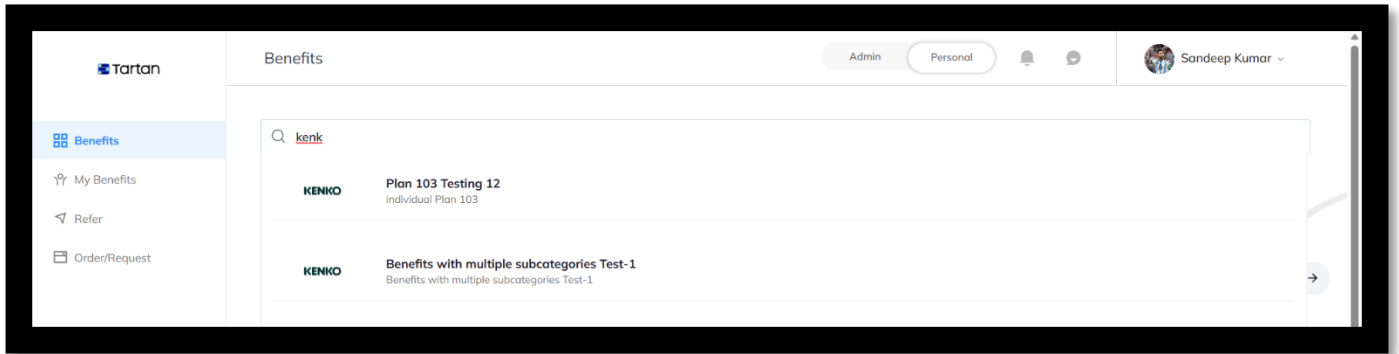 Tartan
Benefits
Admin
Personal
Sandeep Kumar
Benefits
My Benefits
Refer
Order/Request
kenk
KENKO
Plan 103 Testing 12
individual Plan 103
KENKO
Benefits with multiple subcategories Test-1
Benefits with multiple subcategories Test-1